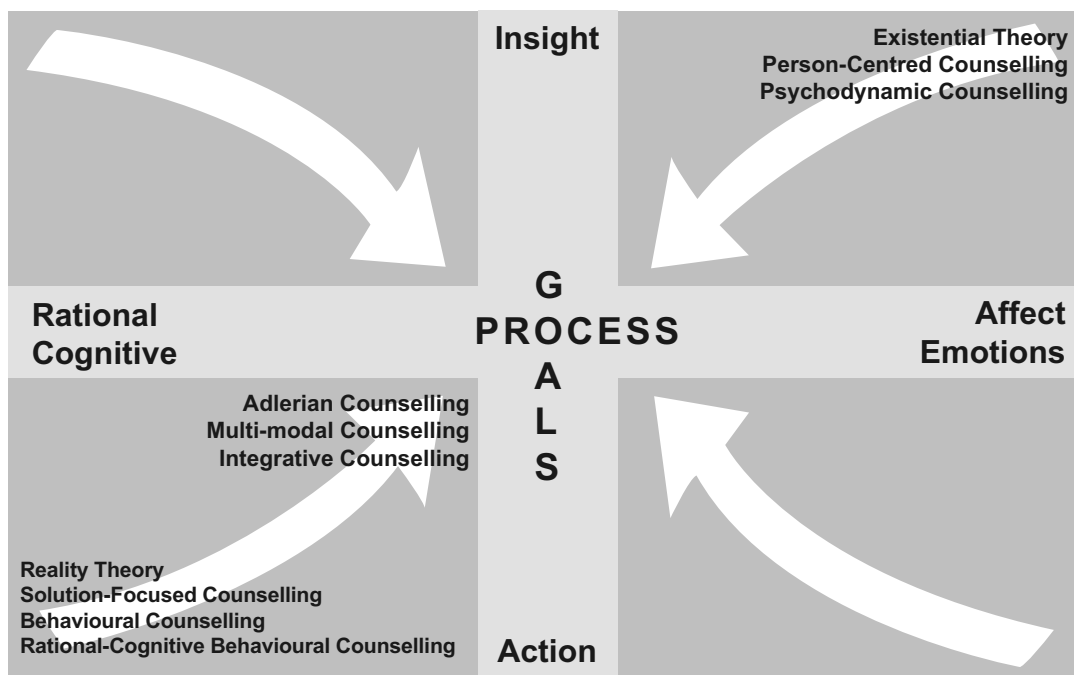 Insight
Existential Theory
Person-Centred Counselling
Psychodynamic Counselling
Rational
Cognitive
GOALS
PROCESS
Affect
Emotions
Adlerian Counselling
Multi-modal Counselling
Integrative Counselling
Reality Theory
Solution-Focused Counselling
Behavioural Counselling
Rational-Cognitive Behavioural Counselling
Action